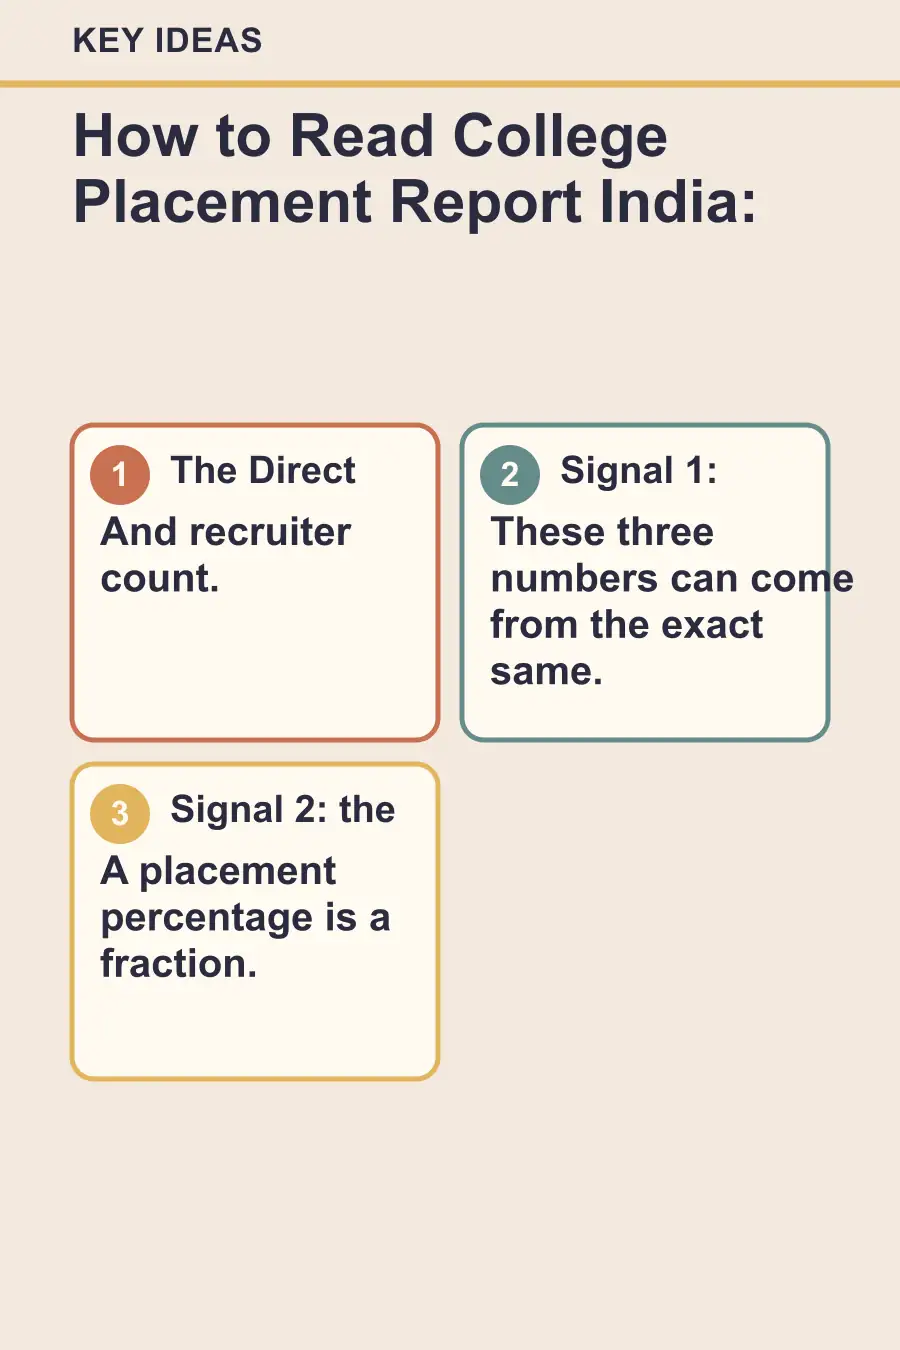 KEY IDEAS
How to Read College
Placement Report India:
1 The Direct
And recruiter
count.
2 Signal 1:
These three
numbers can come
from the exact
same.
3 Signal 2: the
A placement
percentage is a
fraction.